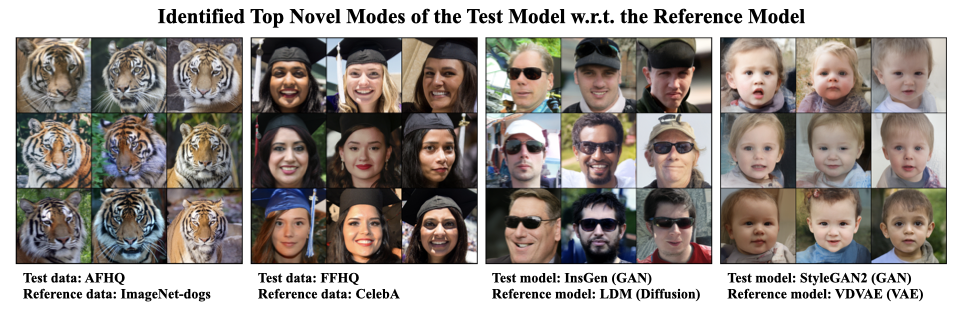 Identified Top Novel Modes of the Test Model w.r.t. the Reference Model
Test data: AFHQ
Reference data: ImageNet-dogs
Test data: FFHQ
Reference data: CelebA
Test model: InsGen (GAN)
Reference model: LDM (Diffusion)
Test model: StyleGAN2 (GAN)
Reference model: VDVAE (VAE)